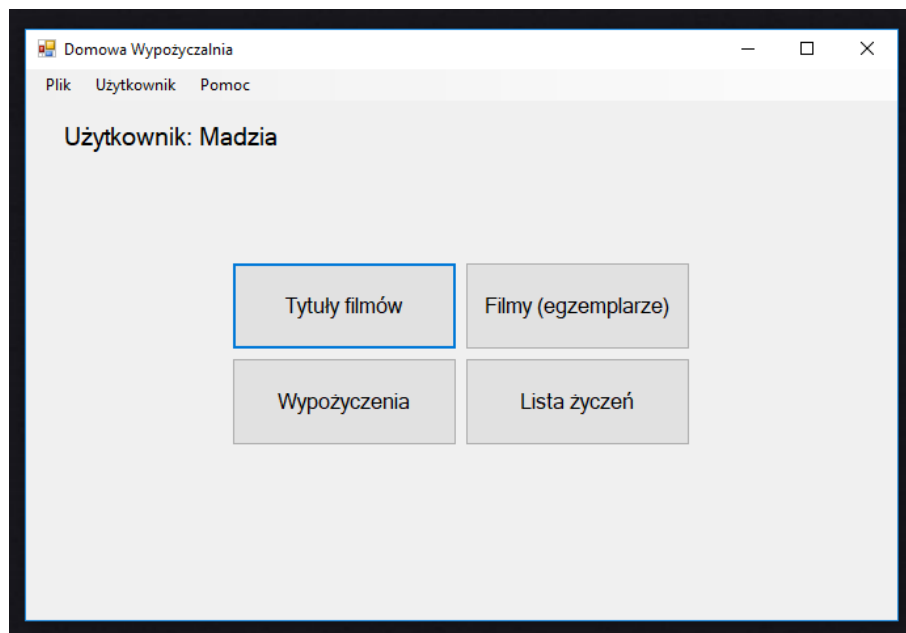 Domowa Wypożyczalnia
Plik Użytkownik Pomoc
Użytkownik: Madzia
Tytuły filmów Filmy (egzemplarze)
Wypożyczenia Lista życzeń